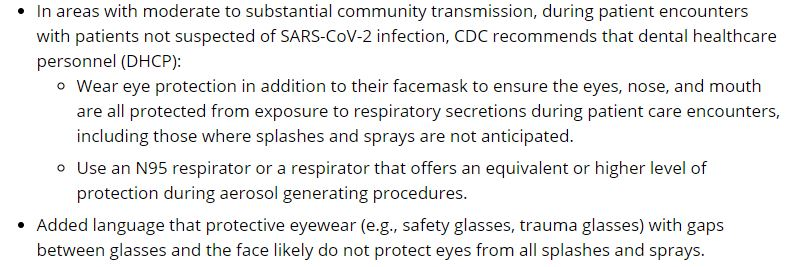 • In areas with moderate to substantial community transmission, during patient encounters
with patients not suspected of SARS-CoV-2 infection, CDC recommends that dental healthcare
personnel (DHCP):
◦ Wear eye protection in addition to their facemask to ensure the eyes, nose, and mouth
are all protected from exposure to respiratory secretions during patient care encounters,
including those where splashes and sprays are not anticipated.
◦ Use an N95 respirator or a respirator that offers an equivalent or higher level of
protection during aerosol generating procedures.
• Added language that protective eyewear (e.g., safety glasses, trauma glasses) with gaps
between glasses and the face likely do not protect eyes from all splashes and sprays.